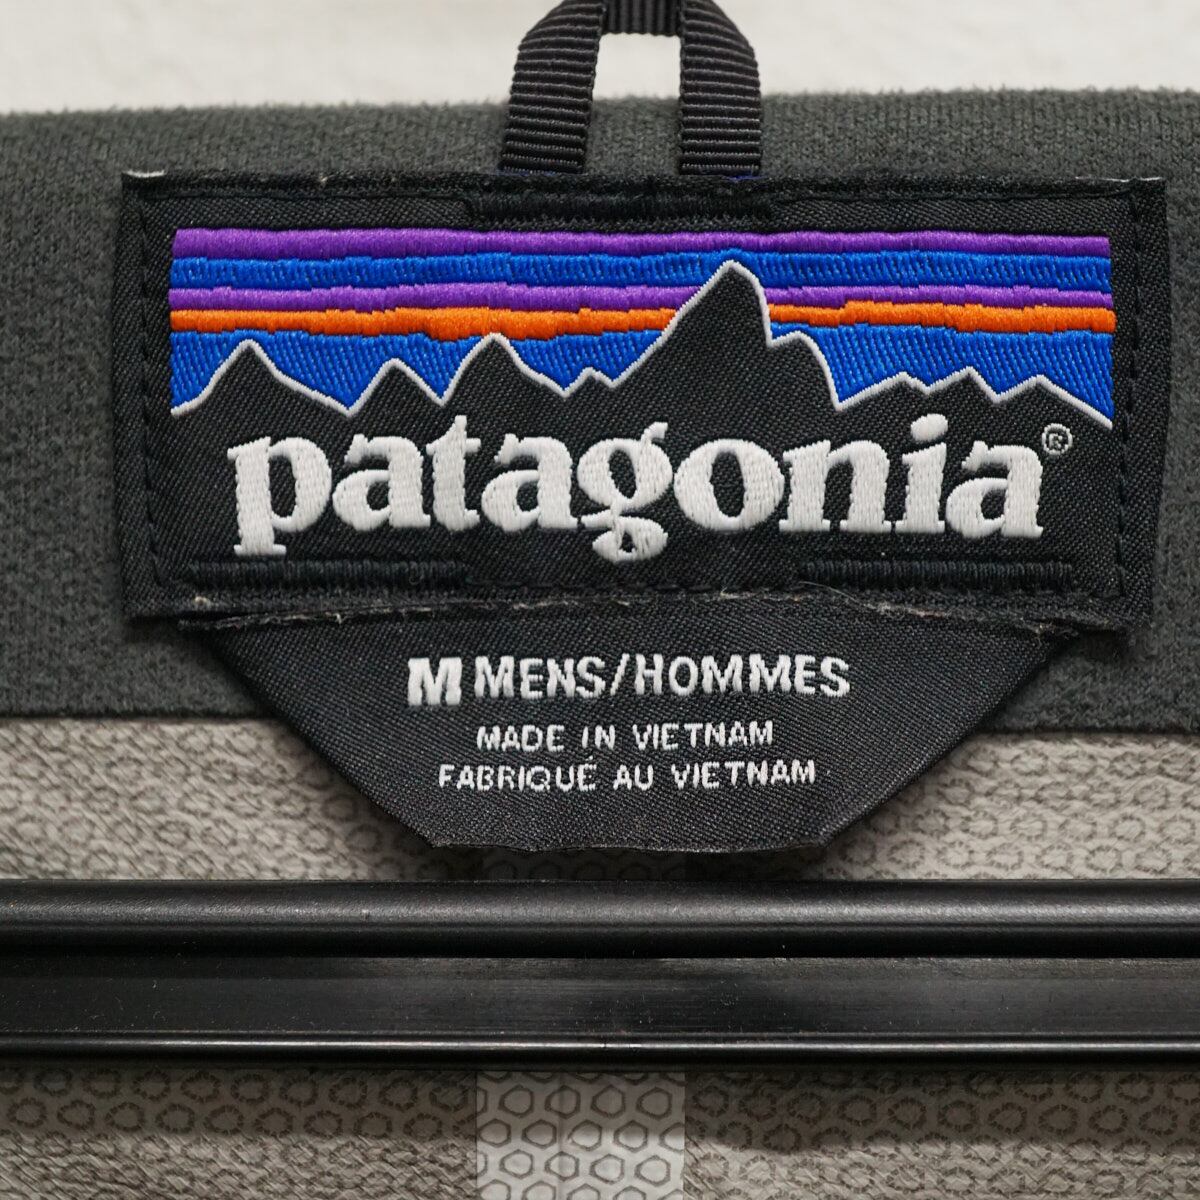 patagonia®
M MENS/HOMMES
MADE IN VIETNAM
FABRIQUÉ AU VIETNAM